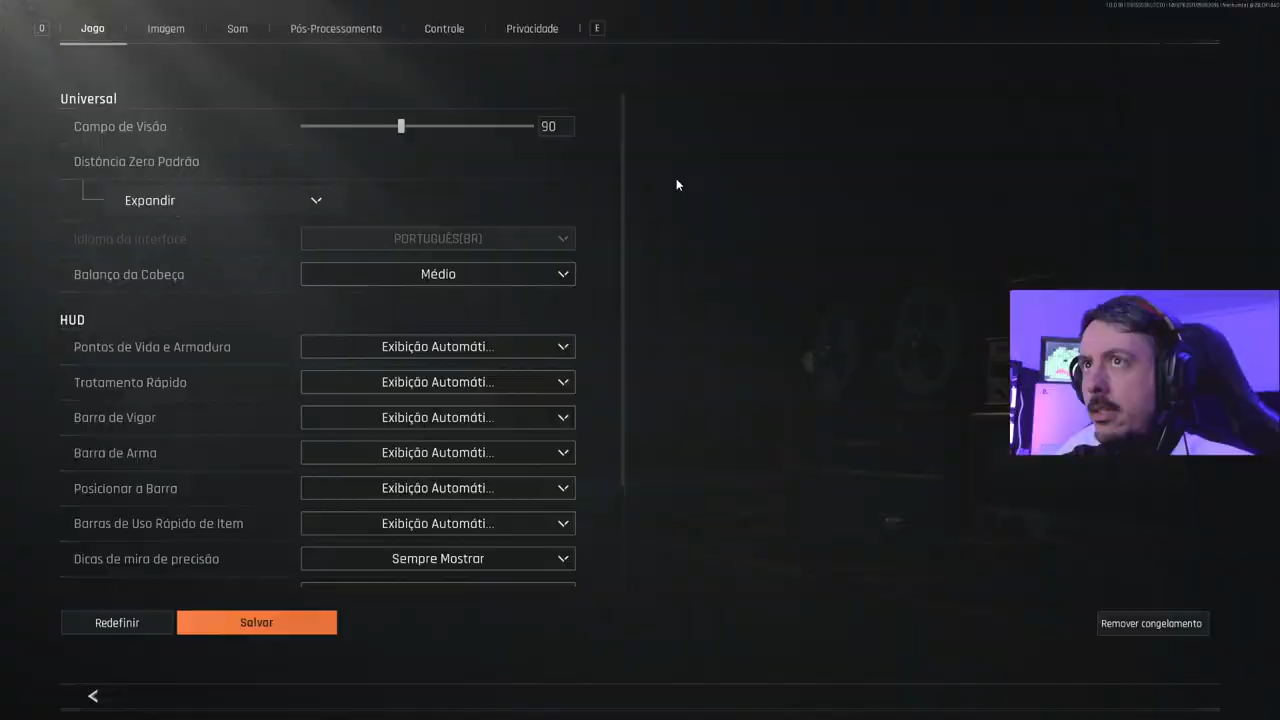 Q Jogo Imagem Som Pós-Processamento Controle Privacidade E
Universal
Campo de Visão 90
Distância Zero Padrão
Expandir
Idioma da Interface PORTUGUÊS(BR)
Balanço da Cabeça Médio
HUD
Pontos de Vida e Armadura Exibição Automáti...
Tratamento Rápido Exibição Automáti...
Barra de Vigor Exibição Automáti...
Barra de Arma Exibição Automáti...
Posicionar a Barra Exibição Automáti...
Barras de Uso Rápido de Item Exibição Automáti...
Dicas de mira de precisão Sempre Mostrar
Redefinir Salvar Remover congelamento